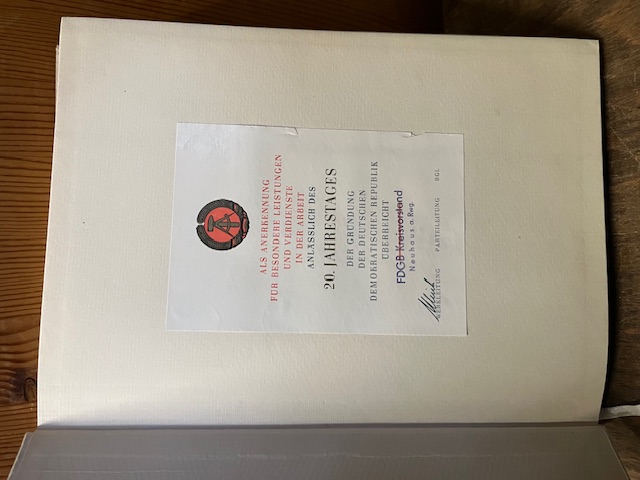 ALS ANERKENNUNG
FÜR BESONDERE LEISTUNGEN
UND VERDIENSTE
IN DER ARBEIT
ANLÄSSLICH DES
20. JAHRESTAGES
DER GRÜNDUNG
DER DEUTSCHEN
DEMOKRATISCHEN REPUBLIK
ÜBERREICHT
FDGB Kreisvorstand
Neuhaus a. Rwg.
WERKLEITUNG PARTEILEITUNG BGL